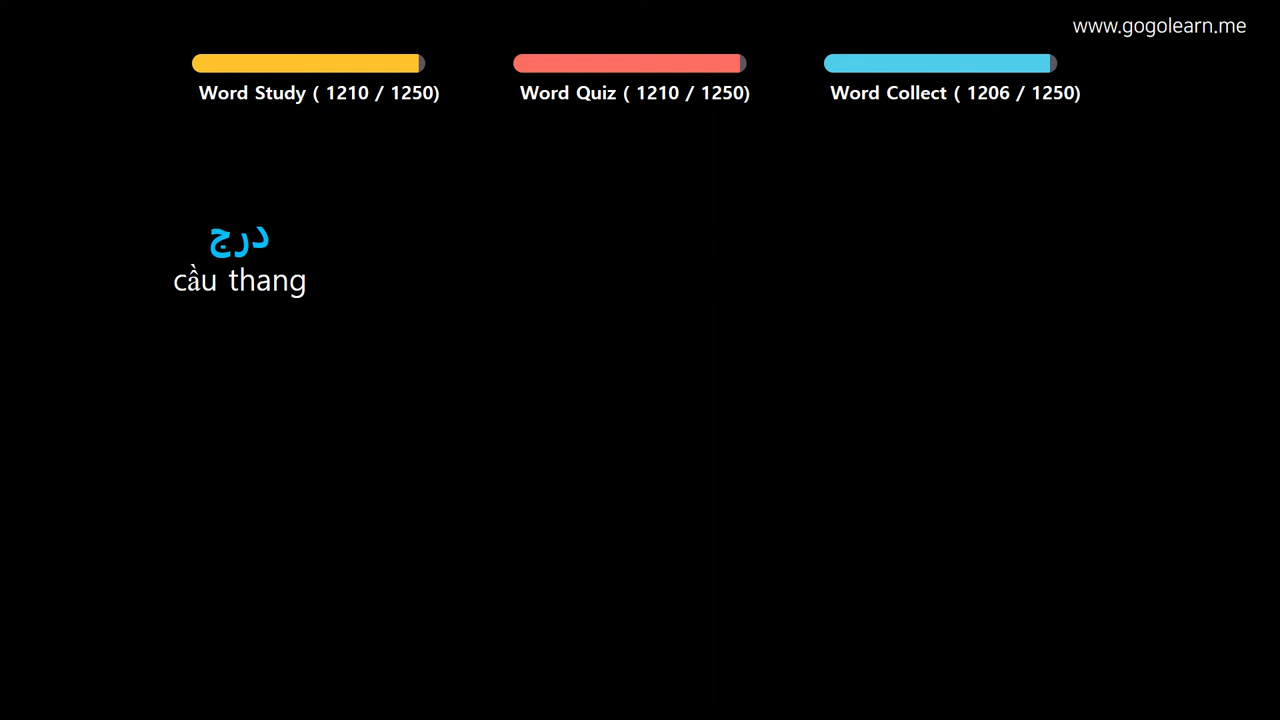 www.gogolearn.me
Word Study ( 1210 / 1250)
Word Quiz ( 1210 / 1250)
Word Collect ( 1206 / 1250)
درج
cầu thang